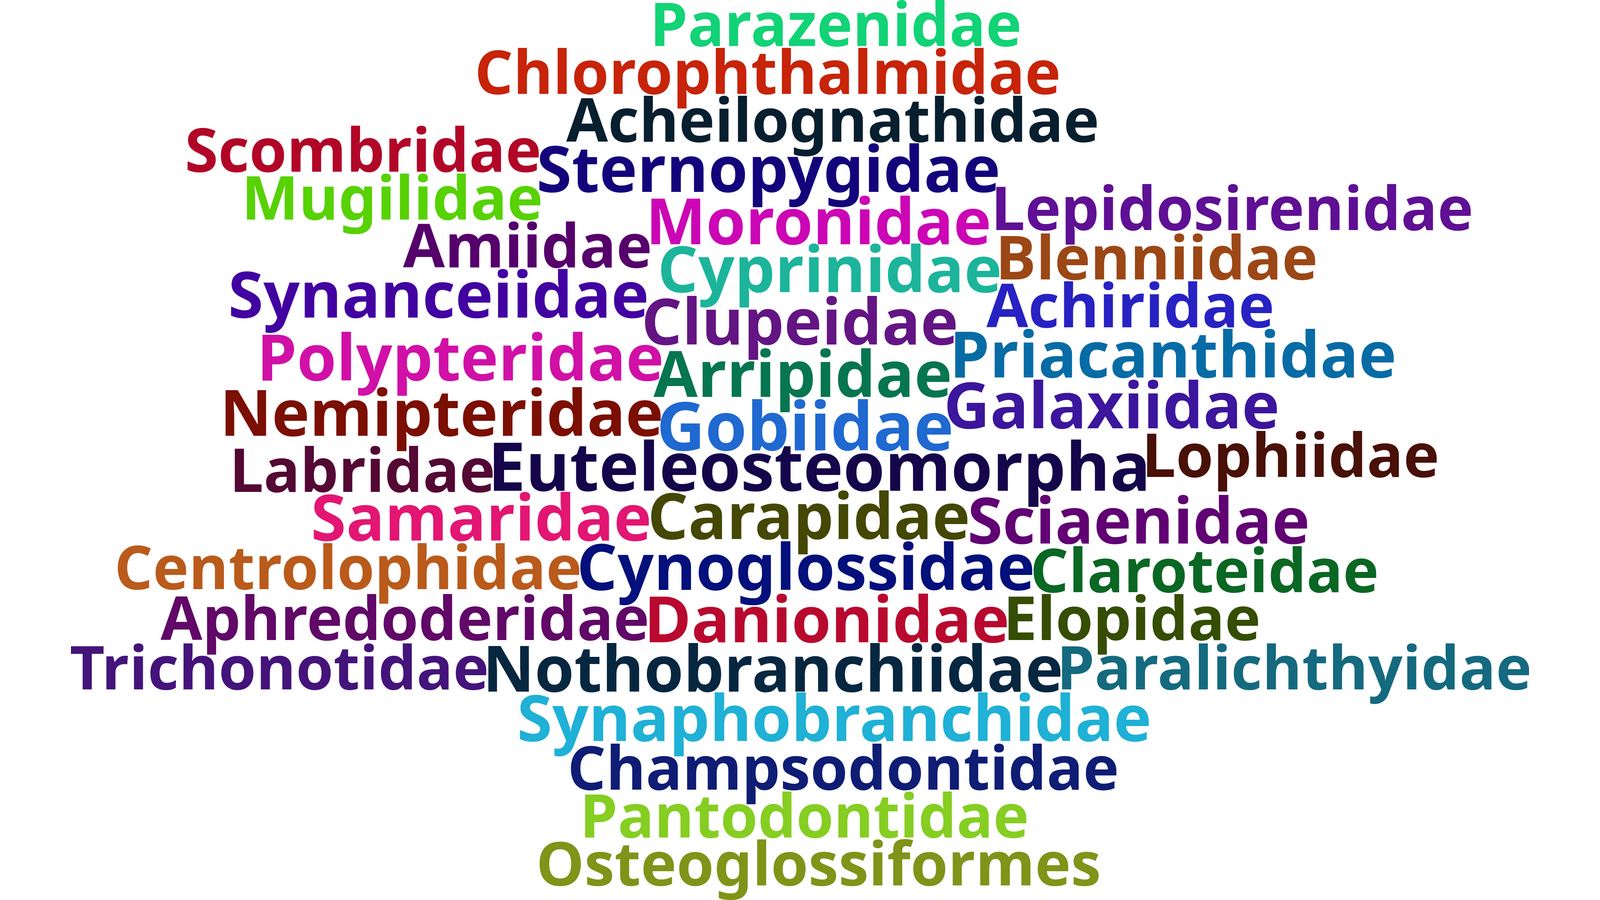 Parazenidae
Chlorophthalmidae
Acheilognathidae
Scombridae
Sternopygidae
Mugilidae
Lepidosirenidae
Moronidae
Amiidae
Blenniidae
Cyprinidae
Synanceiidae
Achiridae
Clupeidae
Polypteridae
Priacanthidae
Arripidae
Nemipteridae
Galaxiidae
Gobiidae
Labridae
Euteleosteomorpha
Lophiidae
Samaridae
Carapidae
Sciaenidae
Centrolophidae
Cynoglossidae
Claroteidae
Aphredoderidae
Danionidae
Elopidae
Trichonotidae
Nothobranchiidae
Paralichthyidae
Synaphobranchidae
Champsodontidae
Pantodontidae
Osteoglossiformes